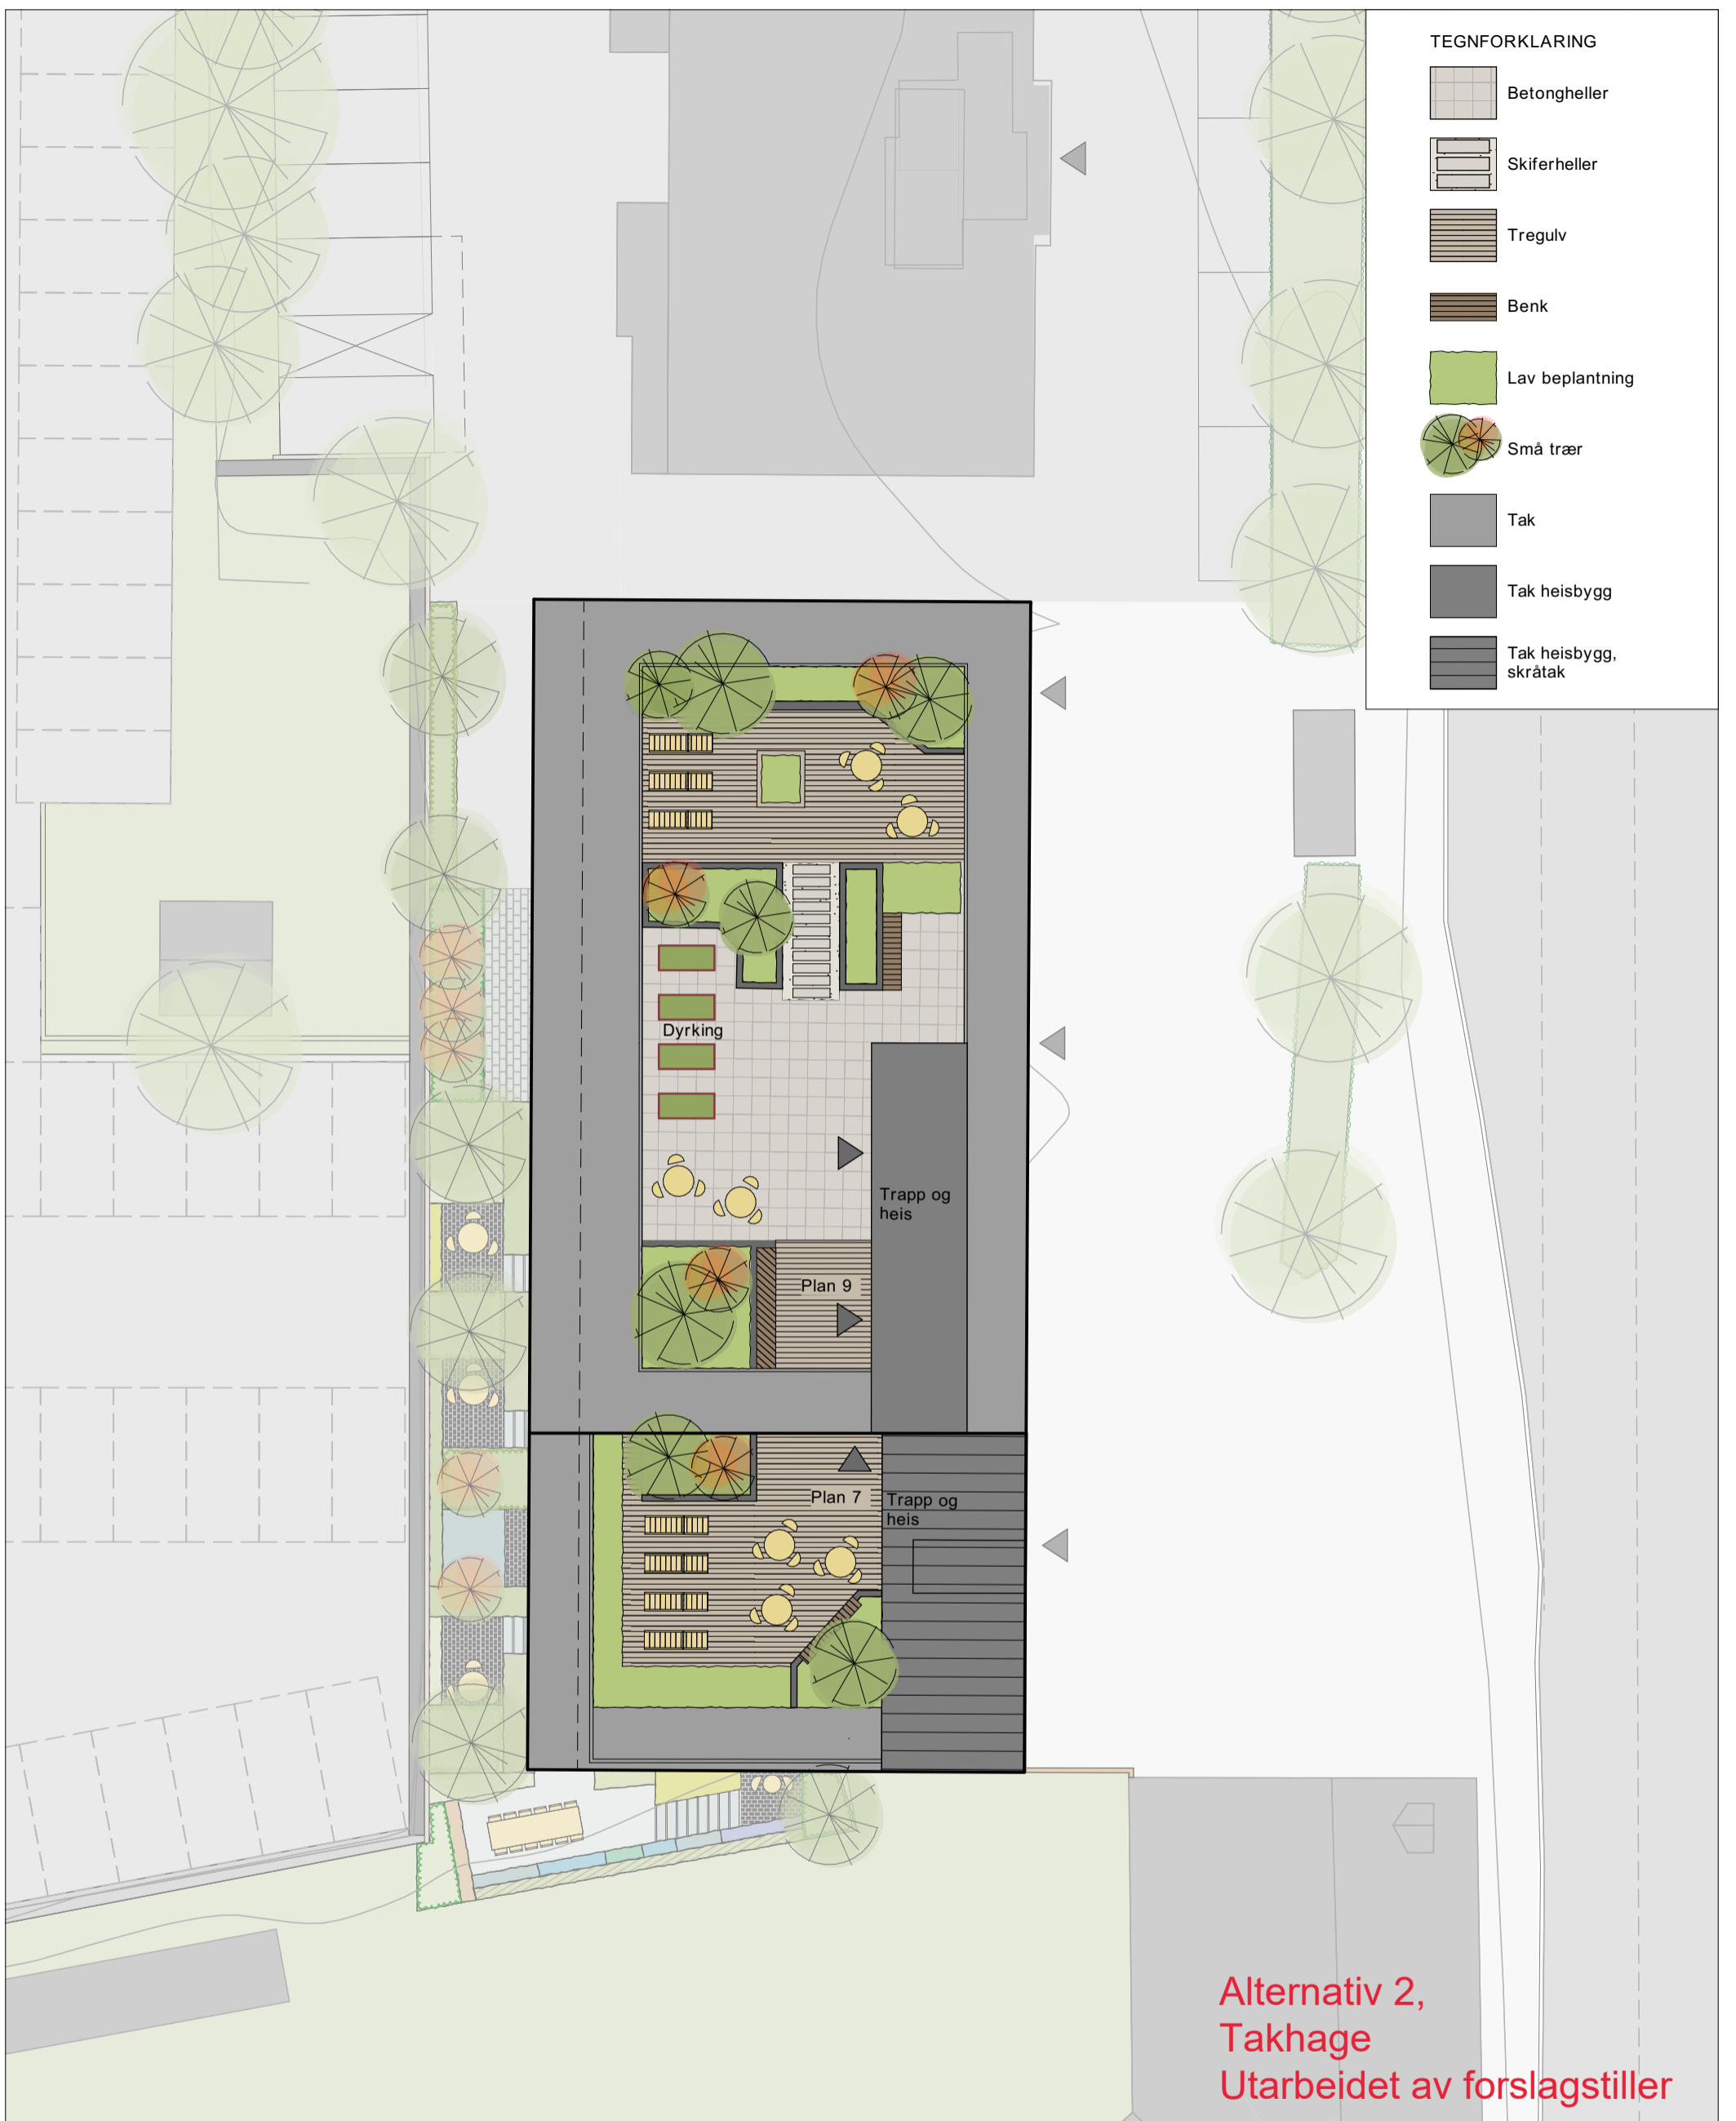 TEGNFORKLARING
Betongheller
Skiferheller
Tregulv
Benk
Lav beplantning
Små trær
Tak
Tak heisbygg
Tak heisbygg,
skråtak
Dyrking
Trapp og
heis
Plan 9
Plan 7
Trapp og
heis
Alternativ 2,
Takhage
Utarbeidet av forslagstiller